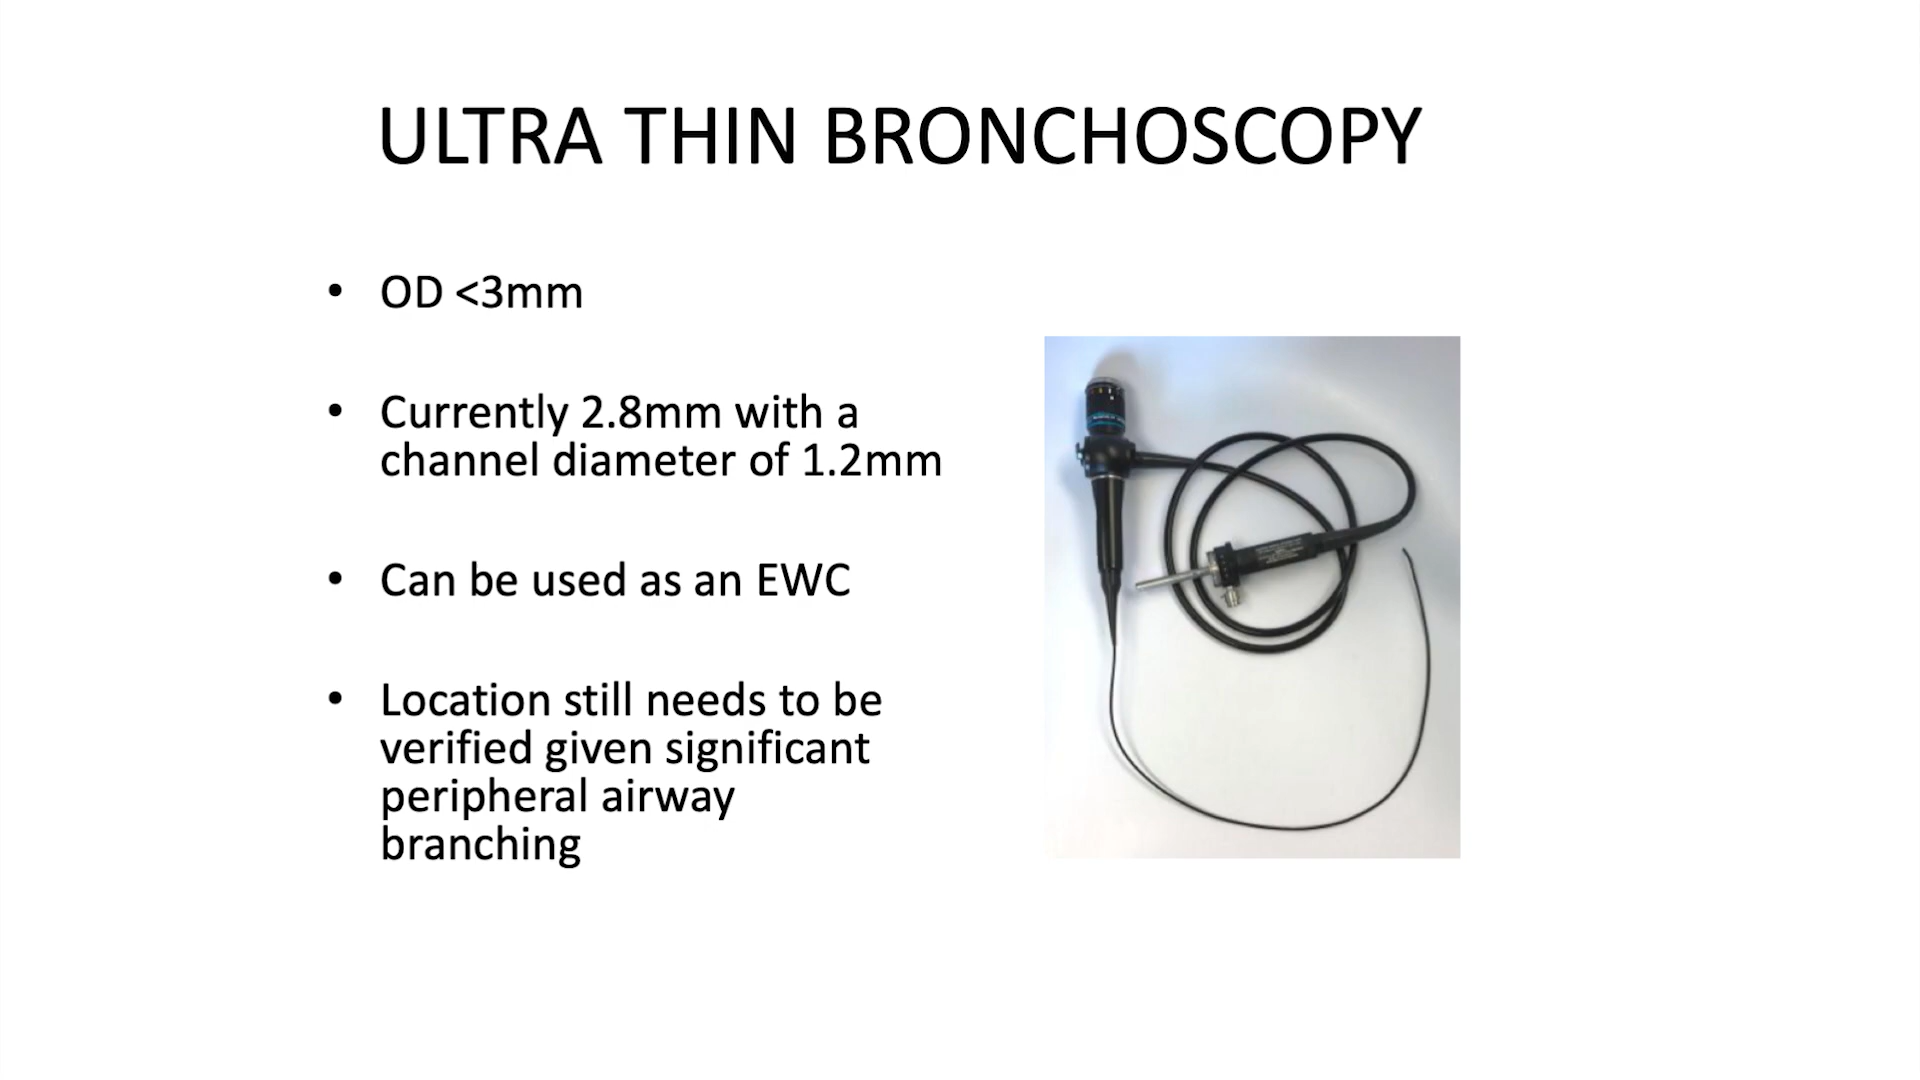 ULTRA THIN BRONCHOSCOPY
• OD <3mm
• Currently 2.8mm with a
channel diameter of 1.2mm
• Can be used as an EWC
• Location still needs to be
verified given significant
peripheral airway
branching